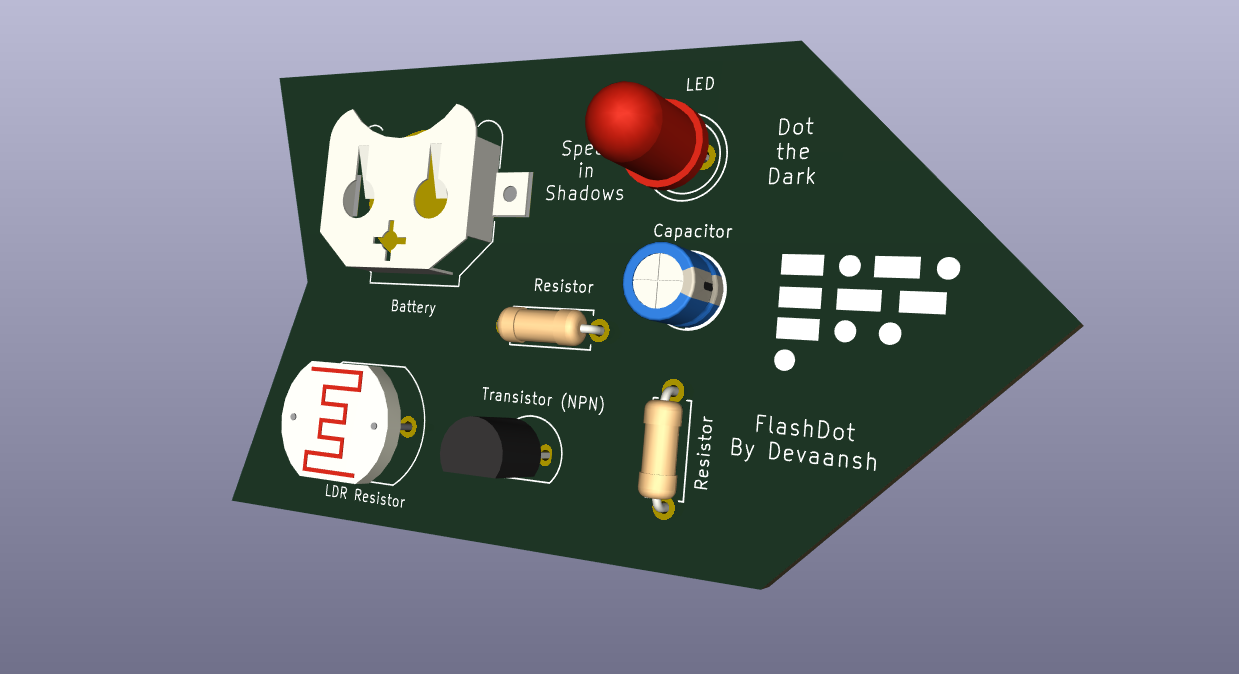 LED
Dot
the
Dark
in
Shadows
Capacitor
Resistor
Battery
Transistor (NPN)
Resistor
FlashDot
By Devaansh
LDR Resistor